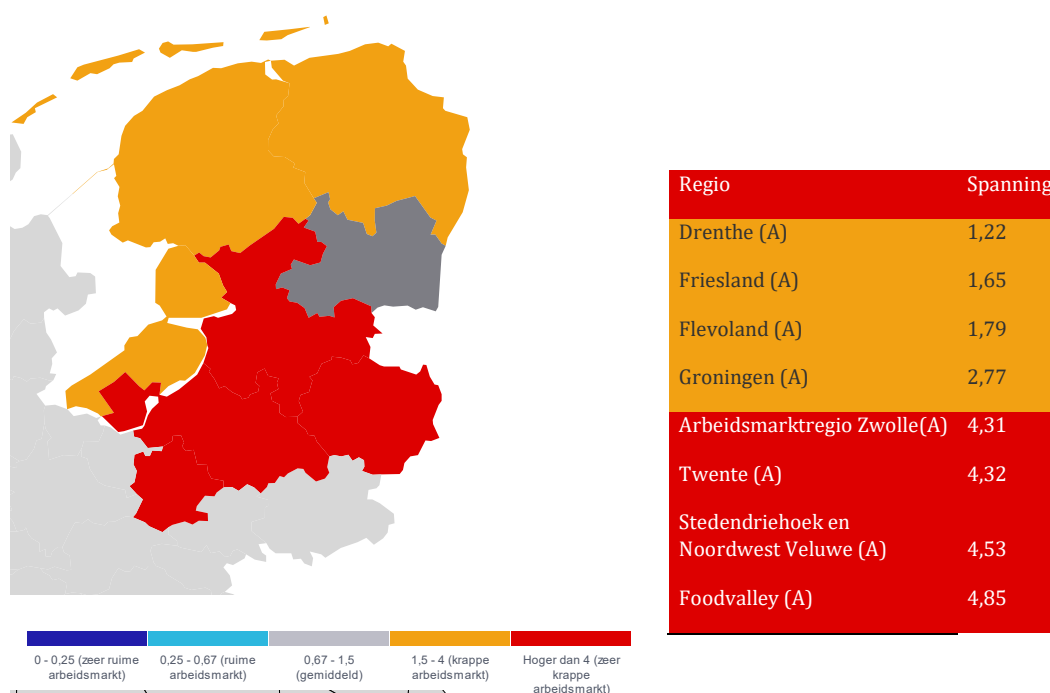 Regio Spanning
Drenthe (A) 1,22
Friesland (A) 1,65
Flevoland (A) 1,79
Groningen (A) 2,77
Arbeidsmarktregio Zwolle(A) 4,31
Twente (A) 4,32
Stedendriehoek en
Noordwest Veluwe (A) 4,53
Foodvalley (A) 4,85
0 - 0,25 (zeer ruime
arbeidsmarkt)
0,25 - 0,67 (ruime
arbeidsmarkt)
0,67 - 1,5
(gemiddeld)
1,5 - 4 (krappe
arbeidsmarkt)
Hoger dan 4 (zeer
krappe
arbeidsmarkt)